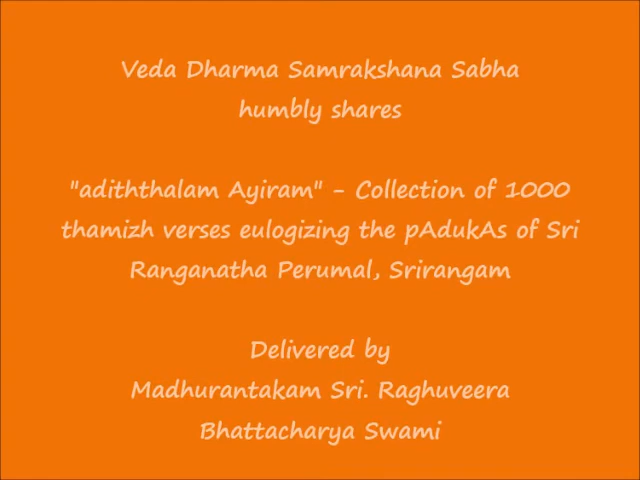 Veda Dharma Samrakshana Sabha
humbly shares
"adiththalam Ayiram" - Collection of 1000
thamizh verses eulogizing the pAdukAs of Sri
Ranganatha Perumal, Srirangam
Delivered by
Madhurantakam Sri. Raghuveera
Bhattacharya Swami